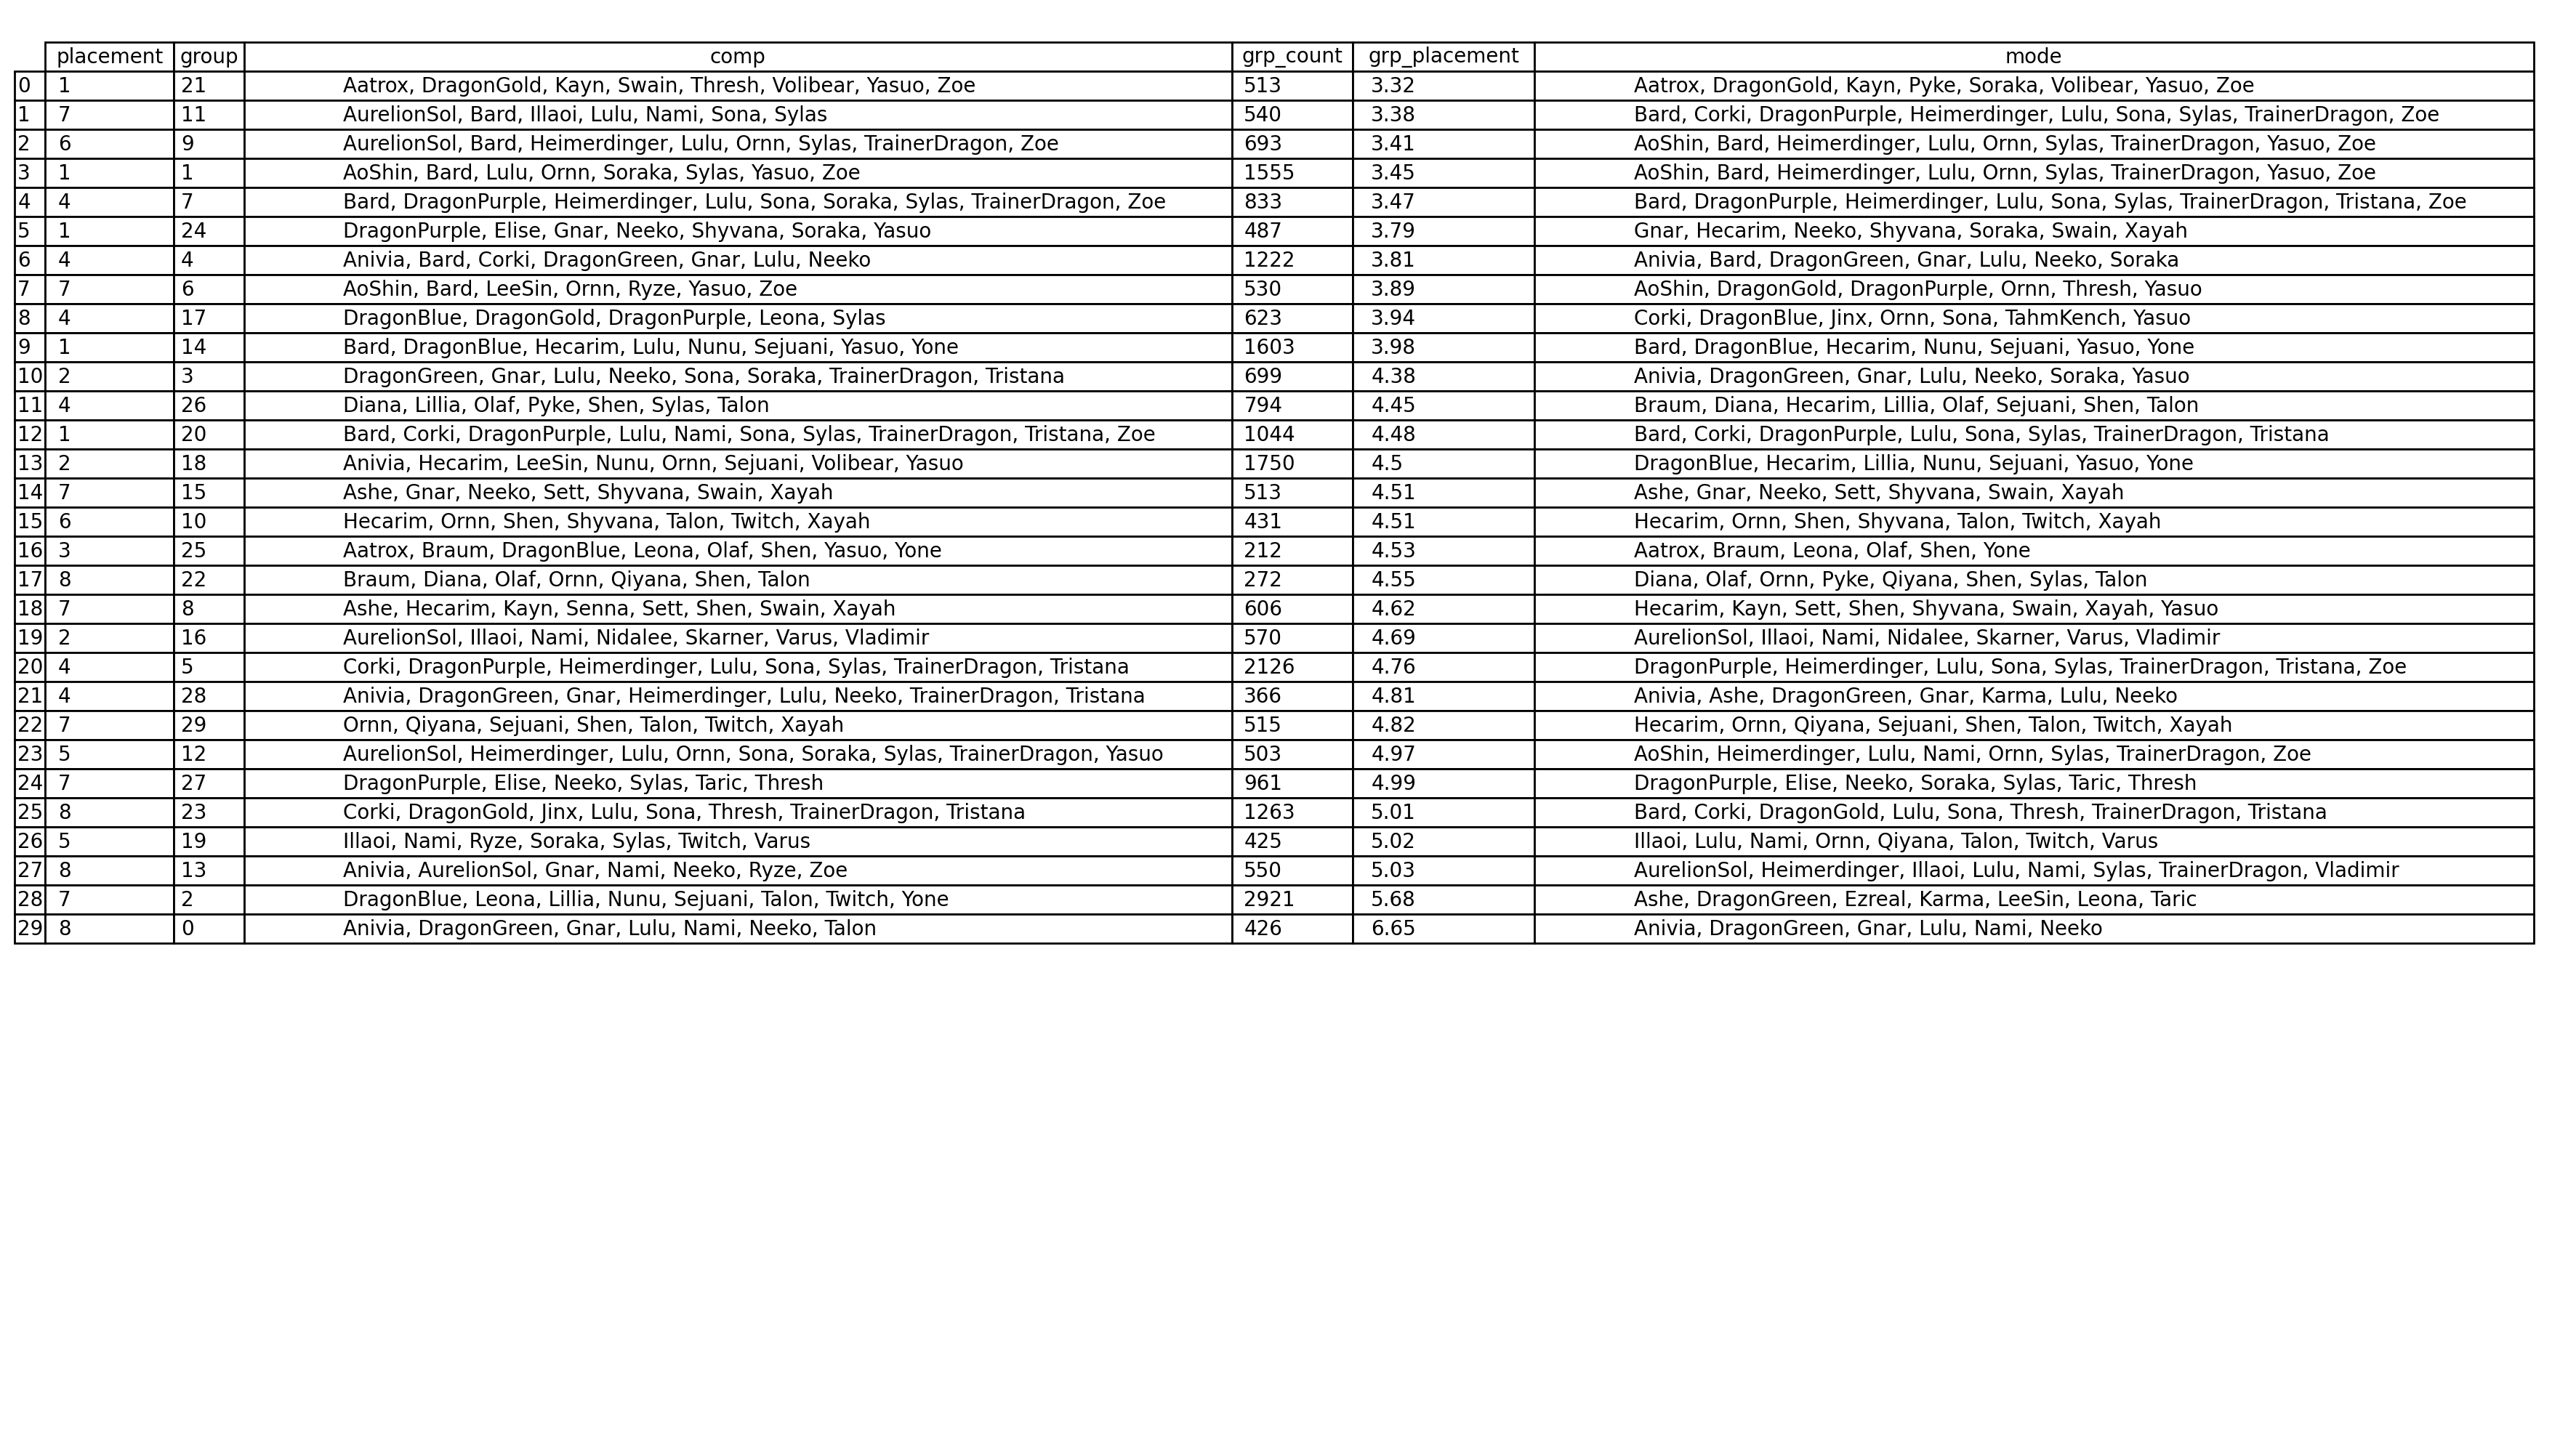 placement group comp grp_count grp_placement mode
0 1 21 Aatrox, DragonGold, Kayn, Swain, Thresh, Volibear, Yasuo, Zoe 513 3.32 Aatrox, DragonGold, Kayn, Pyke, Soraka, Volibear, Yasuo, Zoe
1 7 11 AurelionSol, Bard, Illaoi, Lulu, Nami, Sona, Sylas 540 3.38 Bard, Corki, DragonPurple, Heimerdinger, Lulu, Sona, Sylas, TrainerDragon, Zoe
2 6 9 AurelionSol, Bard, Heimerdinger, Lulu, Ornn, Sylas, TrainerDragon, Zoe 693 3.41 AoShin, Bard, Heimerdinger, Lulu, Ornn, Sylas, TrainerDragon, Yasuo, Zoe
3 1 1 AoShin, Bard, Lulu, Ornn, Soraka, Sylas, Yasuo, Zoe 1555 3.45 AoShin, Bard, Heimerdinger, Lulu, Ornn, Sylas, TrainerDragon, Yasuo, Zoe
4 4 7 Bard, DragonPurple, Heimerdinger, Lulu, Sona, Soraka, Sylas, TrainerDragon, Zoe 833 3.47 Bard, DragonPurple, Heimerdinger, Lulu, Sona, Sylas, TrainerDragon, Tristana, Zoe
5 1 24 DragonPurple, Elise, Gnar, Neeko, Shyvana, Soraka, Yasuo 487 3.79 Gnar, Hecarim, Neeko, Shyvana, Soraka, Swain, Xayah
6 4 4 Anivia, Bard, Corki, DragonGreen, Gnar, Lulu, Neeko 1222 3.81 Anivia, Bard, DragonGreen, Gnar, Lulu, Neeko, Soraka
7 7 6 AoShin, Bard, LeeSin, Ornn, Ryze, Yasuo, Zoe 530 3.89 AoShin, DragonGold, DragonPurple, Ornn, Thresh, Yasuo
8 4 17 DragonBlue, DragonGold, DragonPurple, Leona, Sylas 623 3.94 Corki, DragonBlue, Jinx, Ornn, Sona, TahmKench, Yasuo
9 1 14 Bard, DragonBlue, Hecarim, Lulu, Nunu, Sejuani, Yasuo, Yone 1603 3.98 Bard, DragonBlue, Hecarim, Nunu, Sejuani, Yasuo, Yone
10 2 3 DragonGreen, Gnar, Lulu, Neeko, Sona, Soraka, TrainerDragon, Tristana 699 4.38 Anivia, DragonGreen, Gnar, Lulu, Neeko, Soraka, Yasuo
11 4 26 Diana, Lillia, Olaf, Pyke, Shen, Sylas, Talon 794 4.45 Braum, Diana, Hecarim, Lillia, Olaf, Sejuani, Shen, Talon
12 1 20 Bard, Corki, DragonPurple, Lulu, Nami, Sona, Sylas, TrainerDragon, Tristana, Zoe 1044 4.48 Bard, Corki, DragonPurple, Lulu, Sona, Sylas, TrainerDragon, Tristana
13 2 18 Anivia, Hecarim, LeeSin, Nunu, Ornn, Sejuani, Volibear, Yasuo 1750 4.5 DragonBlue, Hecarim, Lillia, Nunu, Sejuani, Yasuo, Yone
14 7 15 Ashe, Gnar, Neeko, Sett, Shyvana, Swain, Xayah 513 4.51 Ashe, Gnar, Neeko, Sett, Shyvana, Swain, Xayah
15 6 10 Hecarim, Ornn, Shen, Shyvana, Talon, Twitch, Xayah 431 4.51 Hecarim, Ornn, Shen, Shyvana, Talon, Twitch, Xayah
16 3 25 Aatrox, Braum, DragonBlue, Leona, Olaf, Shen, Yasuo, Yone 212 4.53 Aatrox, Braum, Leona, Olaf, Shen, Yone
17 8 22 Braum, Diana, Olaf, Ornn, Qiyana, Shen, Talon 272 4.55 Diana, Olaf, Ornn, Pyke, Qiyana, Shen, Sylas, Talon
18 7 8 Ashe, Hecarim, Kayn, Senna, Sett, Shen, Swain, Xayah 606 4.62 Hecarim, Kayn, Sett, Shen, Shyvana, Swain, Xayah, Yasuo
19 2 16 AurelionSol, Illaoi, Nami, Nidalee, Skarner, Varus, Vladimir 570 4.69 AurelionSol, Illaoi, Nami, Nidalee, Skarner, Varus, Vladimir
20 4 5 Corki, DragonPurple, Heimerdinger, Lulu, Sona, Sylas, TrainerDragon, Tristana 2126 4.76 DragonPurple, Heimerdinger, Lulu, Sona, Sylas, TrainerDragon, Tristana, Zoe
21 4 28 Anivia, DragonGreen, Gnar, Heimerdinger, Lulu, Neeko, TrainerDragon, Tristana 366 4.81 Anivia, Ashe, DragonGreen, Gnar, Karma, Lulu, Neeko
22 7 29 Ornn, Qiyana, Sejuani, Shen, Talon, Twitch, Xayah 515 4.82 Hecarim, Ornn, Qiyana, Sejuani, Shen, Talon, Twitch, Xayah
23 5 12 AurelionSol, Heimerdinger, Lulu, Ornn, Sona, Soraka, Sylas, TrainerDragon, Yasuo 503 4.97 AoShin, Heimerdinger, Lulu, Nami, Ornn, Sylas, TrainerDragon, Zoe
24 7 27 DragonPurple, Elise, Neeko, Sylas, Taric, Thresh 961 4.99 DragonPurple, Elise, Neeko, Soraka, Sylas, Taric, Thresh
25 8 23 Corki, DragonGold, Jinx, Lulu, Sona, Thresh, TrainerDragon, Tristana 1263 5.01 Bard, Corki, DragonGold, Lulu, Sona, Thresh, TrainerDragon, Tristana
26 5 19 Illaoi, Nami, Ryze, Soraka, Sylas, Twitch, Varus 425 5.02 Illaoi, Lulu, Nami, Ornn, Qiyana, Talon, Twitch, Varus
27 8 13 Anivia, AurelionSol, Gnar, Nami, Neeko, Ryze, Zoe 550 5.03 AurelionSol, Heimerdinger, Illaoi, Lulu, Nami, Sylas, TrainerDragon, Vladimir
28 7 2 DragonBlue, Leona, Lillia, Nunu, Sejuani, Talon, Twitch, Yone 2921 5.68 Ashe, DragonGreen, Ezreal, Karma, LeeSin, Leona, Taric
29 8 0 Anivia, DragonGreen, Gnar, Lulu, Nami, Neeko, Talon 426 6.65 Anivia, DragonGreen, Gnar, Lulu, Nami, Neeko